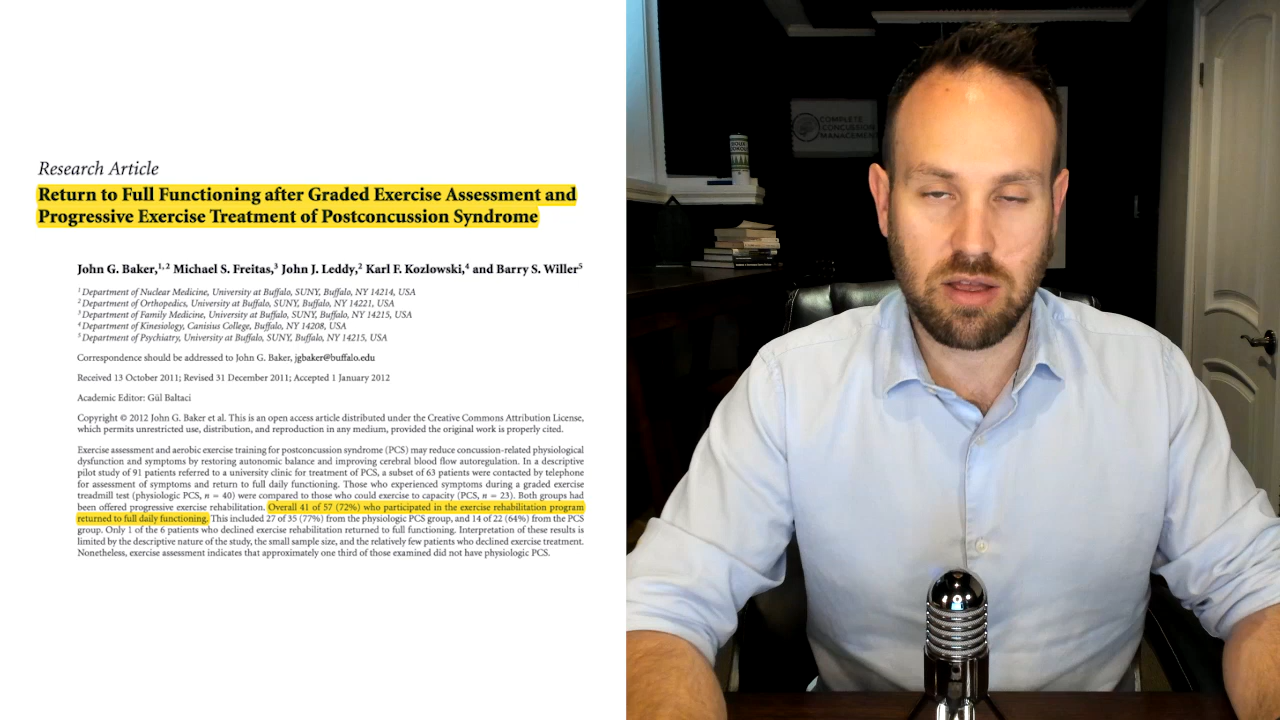 Research Article
Return to Full Functioning after Graded Exercise Assessment and
Progressive Exercise Treatment of Postconcussion Syndrome
John G. Baker,1,2 Michael S. Freitas,3 John J. Leddy,2 Karl F. Kozlowski,4 and Barry S. Willer5
1 Department of Nuclear Medicine, University at Buffalo, SUNY, Buffalo, NY 14214, USA
2 Department of Orthopedics, University at Buffalo, SUNY, Buffalo, NY 14221, USA
3 Department of Family Medicine, University at Buffalo, SUNY, Buffalo, NY 14215, USA
4 Department of Kinesiology, Canisius College, Buffalo, NY 14208, USA
5 Department of Psychiatry, University at Buffalo, SUNY, Buffalo, NY 14215, USA
Correspondence should be addressed to John G. Baker, jgbaker@buffalo.edu
Received 13 October 2011; Revised 31 December 2011; Accepted 1 January 2012
Academic Editor: Gül Baltaci
Copyright © 2012 John G. Baker et al. This is an open access article distributed under the Creative Commons Attribution License,
which permits unrestricted use, distribution, and reproduction in any medium, provided the original work is properly cited.
Exercise assessment and aerobic exercise training for postconcussion syndrome (PCS) may reduce concussion-related physiological
dysfunction and symptoms by restoring autonomic balance and improving cerebral blood flow autoregulation. In a descriptive
pilot study of 91 patients referred to a university clinic for treatment of PCS, a subset of 63 patients were contacted by telephone
for assessment of symptoms and return to full daily functioning. Those who experienced symptoms during a graded exercise
treadmill test (physiologic PCS, n = 40) were compared to those who could exercise to capacity (PCS, n = 23). Both groups had
been offered progressive exercise rehabilitation. Overall 41 of 57 (72%) who participated in the exercise rehabilitation program
returned to full daily functioning. This included 27 of 35 (77%) from the physiologic PCS group, and 14 of 22 (64%) from the PCS
group. Only 1 of the 6 patients who declined exercise rehabilitation returned to full functioning. Interpretation of these results is
limited by the descriptive nature of the study, the small sample size, and the relatively few patients who declined exercise treatment.
Nonetheless, exercise assessment indicates that approximately one third of those examined did not have physiologic PCS.
COMPLETE
CONCUSSION
MANAGEMENT